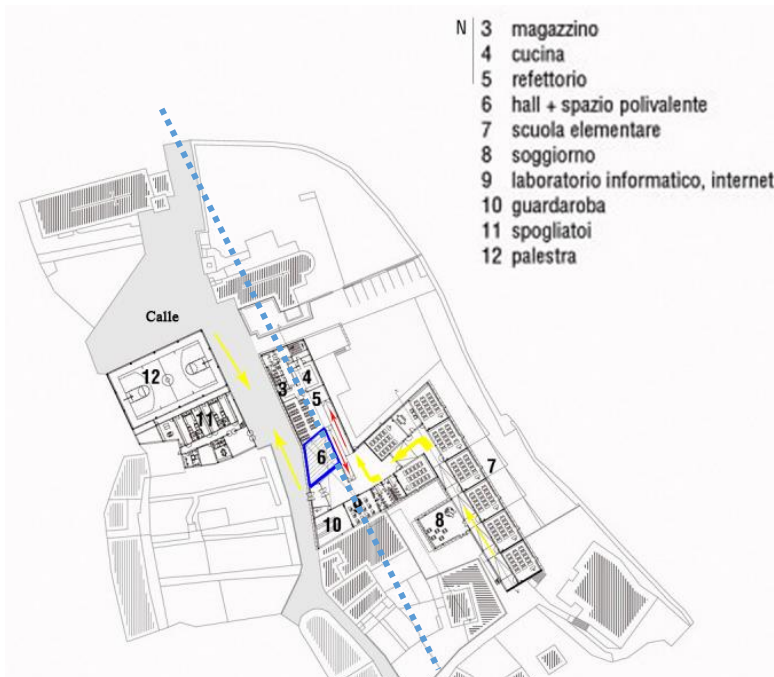 N
3 magazzino
4 cucina
5 refettorio
6 hall + spazio polivalente
7 scuola elementare
8 soggiorno
9 laboratorio informatico, internet
10 guardaroba
11 spogliatoi
12 palestra
Calle
12
11
3
4
5
6
7
8
9
10